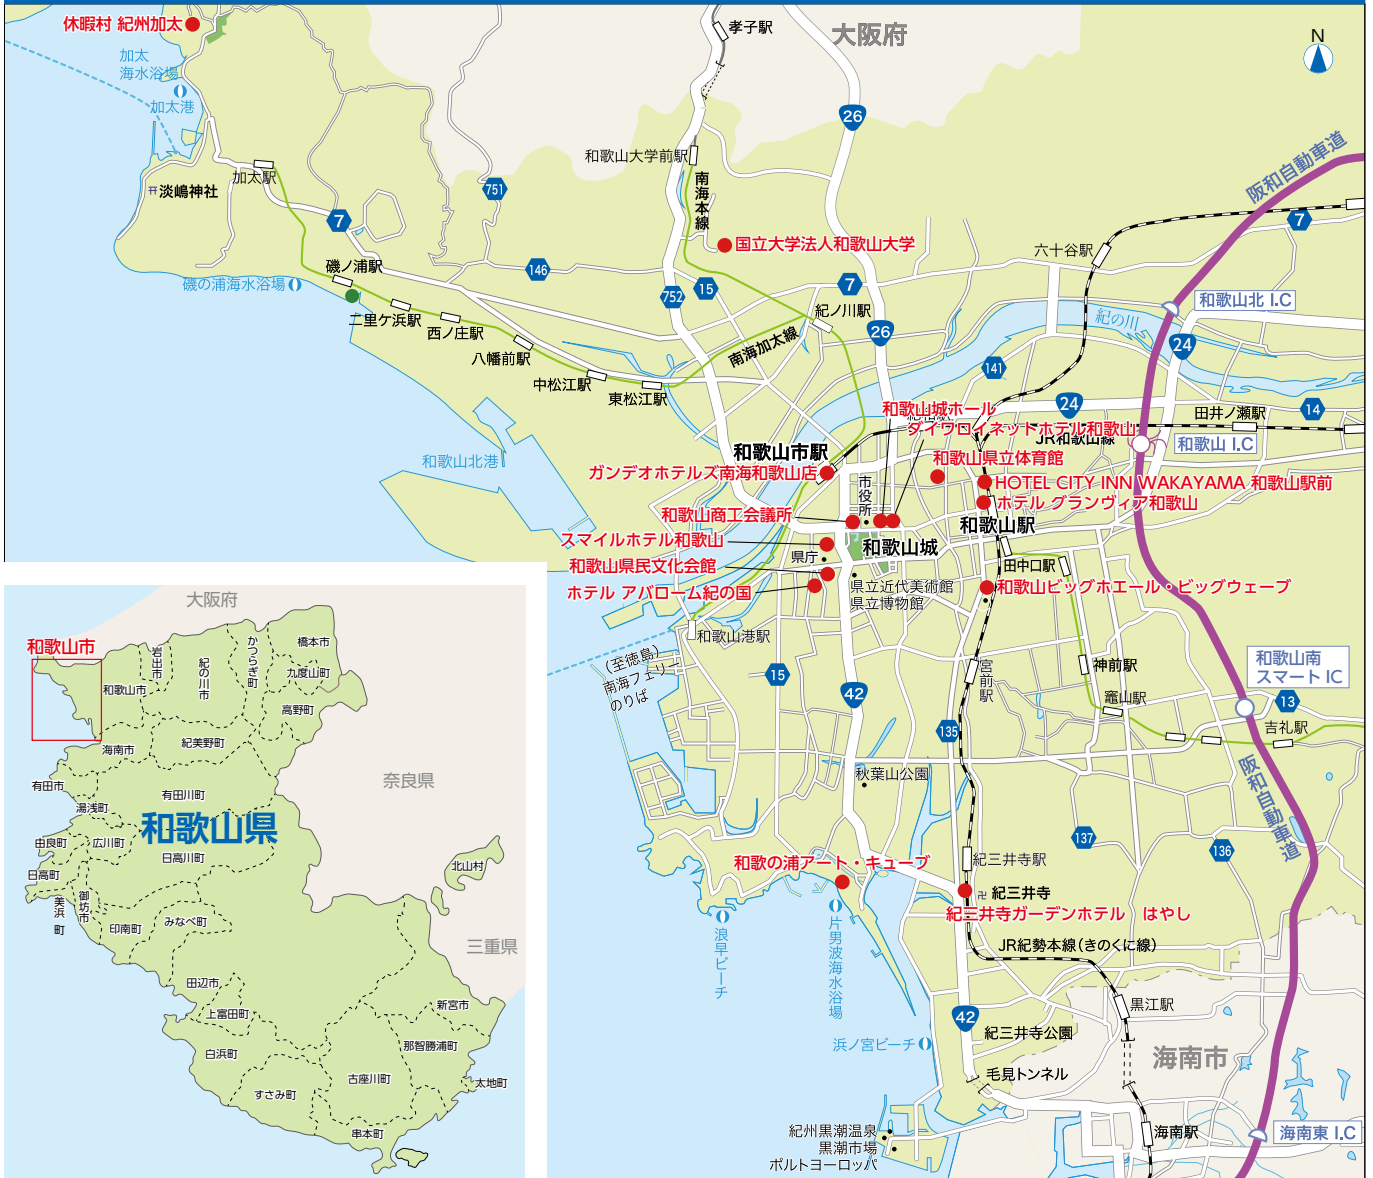 休暇村 紀州加太
加太
海水浴場
加太港
淡嶋神社
加太駅
7
磯ノ浦駅
磯の浦海水浴場
二里ケ浜駅
西ノ庄駅
八幡前駅
中松江駅
東松江駅
751
146
孝子駅
大阪府
N
26
和歌山大学前駅
南海本線
国立大学法人和歌山大学
752
15
7
紀ノ川駅
26
南海加太線
六十谷駅
阪和自動車道
7
和歌山北 I.C
紀の川
24
141
24
田井ノ瀬駅
14
和歌山城ホール
ダイワロイネットホテル和歌山
JR和歌山線
和歌山 I.C
和歌山市駅
和歌山県立体育館
ガンデオホテルズ南海和歌山店
HOTEL CITY INN WAKAYAMA 和歌山駅前
ホテル グランヴィア和歌山
市役所
和歌山北港
和歌山商工会議所
和歌山駅
スマイルホテル和歌山
和歌山城
県庁
和歌山県民文化会館
田中口駅
ホテル アバローム紀の国
県立近代美術館
県立博物館
和歌山ビッグホエール・ビッグウェーブ
和歌山港駅
(至徳島)
南海フェリー
のりば
15
42
宮前駅
神前駅
竈山駅
和歌山南
スマートIC
13
吉礼駅
135
秋葉山公園
阪和自動車道
137
136
和歌の浦アート・キューブ
紀三井寺駅
紀三井寺
紀三井寺ガーデンホテル はやし
浪早ビーチ
片男波海水浴場
JR紀勢本線(きのくに線)
黒江駅
42
紀三井寺公園
浜ノ宮ビーチ
海南市
毛見トンネル
紀州黒潮温泉
黒潮市場
ポルトヨーロッパ
海南駅
海南東 I.C
大阪府
和歌山市
岩出市
和歌山市
紀の川市
かつらぎ町
橋本市
九度山町
高野町
海南市
紀美野町
有田市
有田川町
湯浅町
奈良県
和歌山県
由良町
広川町
日高川町
日高町
美浜町
御坊市
印南町
みなべ町
北山村
三重県
田辺市
上富田町
新宮市
白浜町
那智勝浦町
すさみ町
古座川町
太地町
串本町